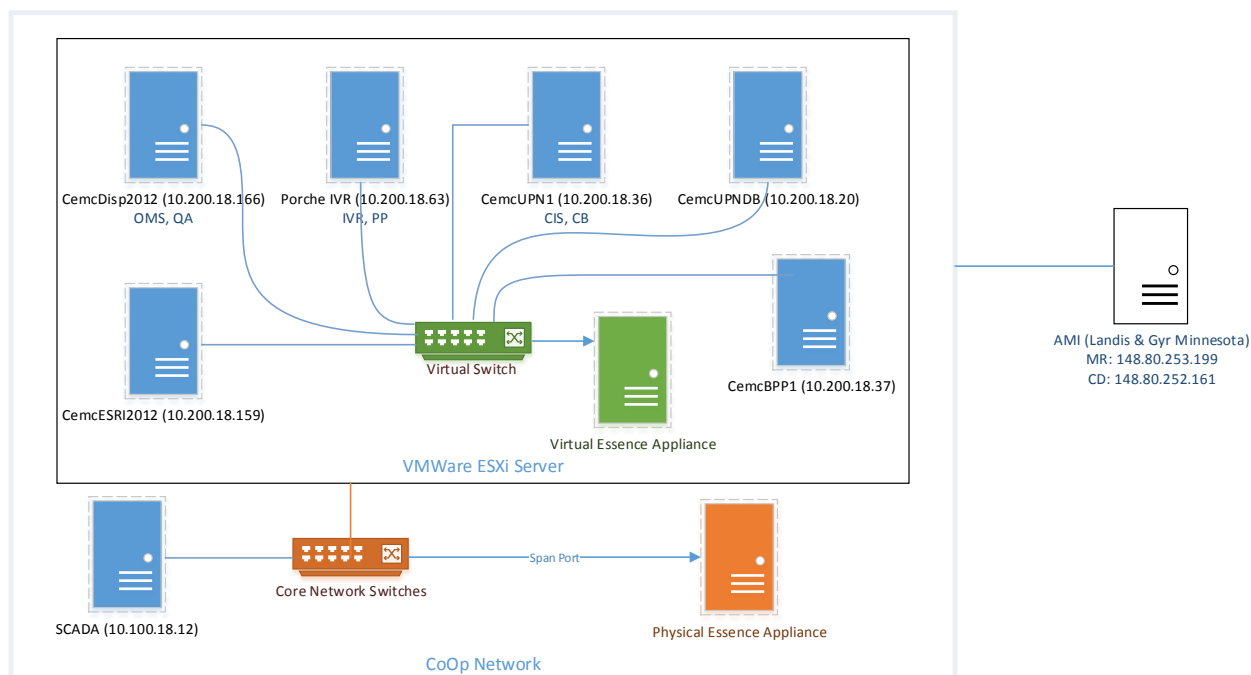 CemcDisp2012 (10.200.18.166)
OMS, QA
Porche IVR (10.200.18.63)
IVR, PP
CemcUPN1 (10.200.18.36)
CIS, CB
CemcUPNDB (10.200.18.20)
CemcESRI2012 (10.200.18.159)
Virtual Switch
Virtual Essence Appliance
CemcBPP1 (10.200.18.37)
VMWare ESXi Server
AMI (Landis & Gyr Minnesota)
MR: 148.80.253.199
CD: 148.80.252.161
SCADA (10.100.18.12)
Core Network Switches
Span Port
Physical Essence Appliance
CoOp Network